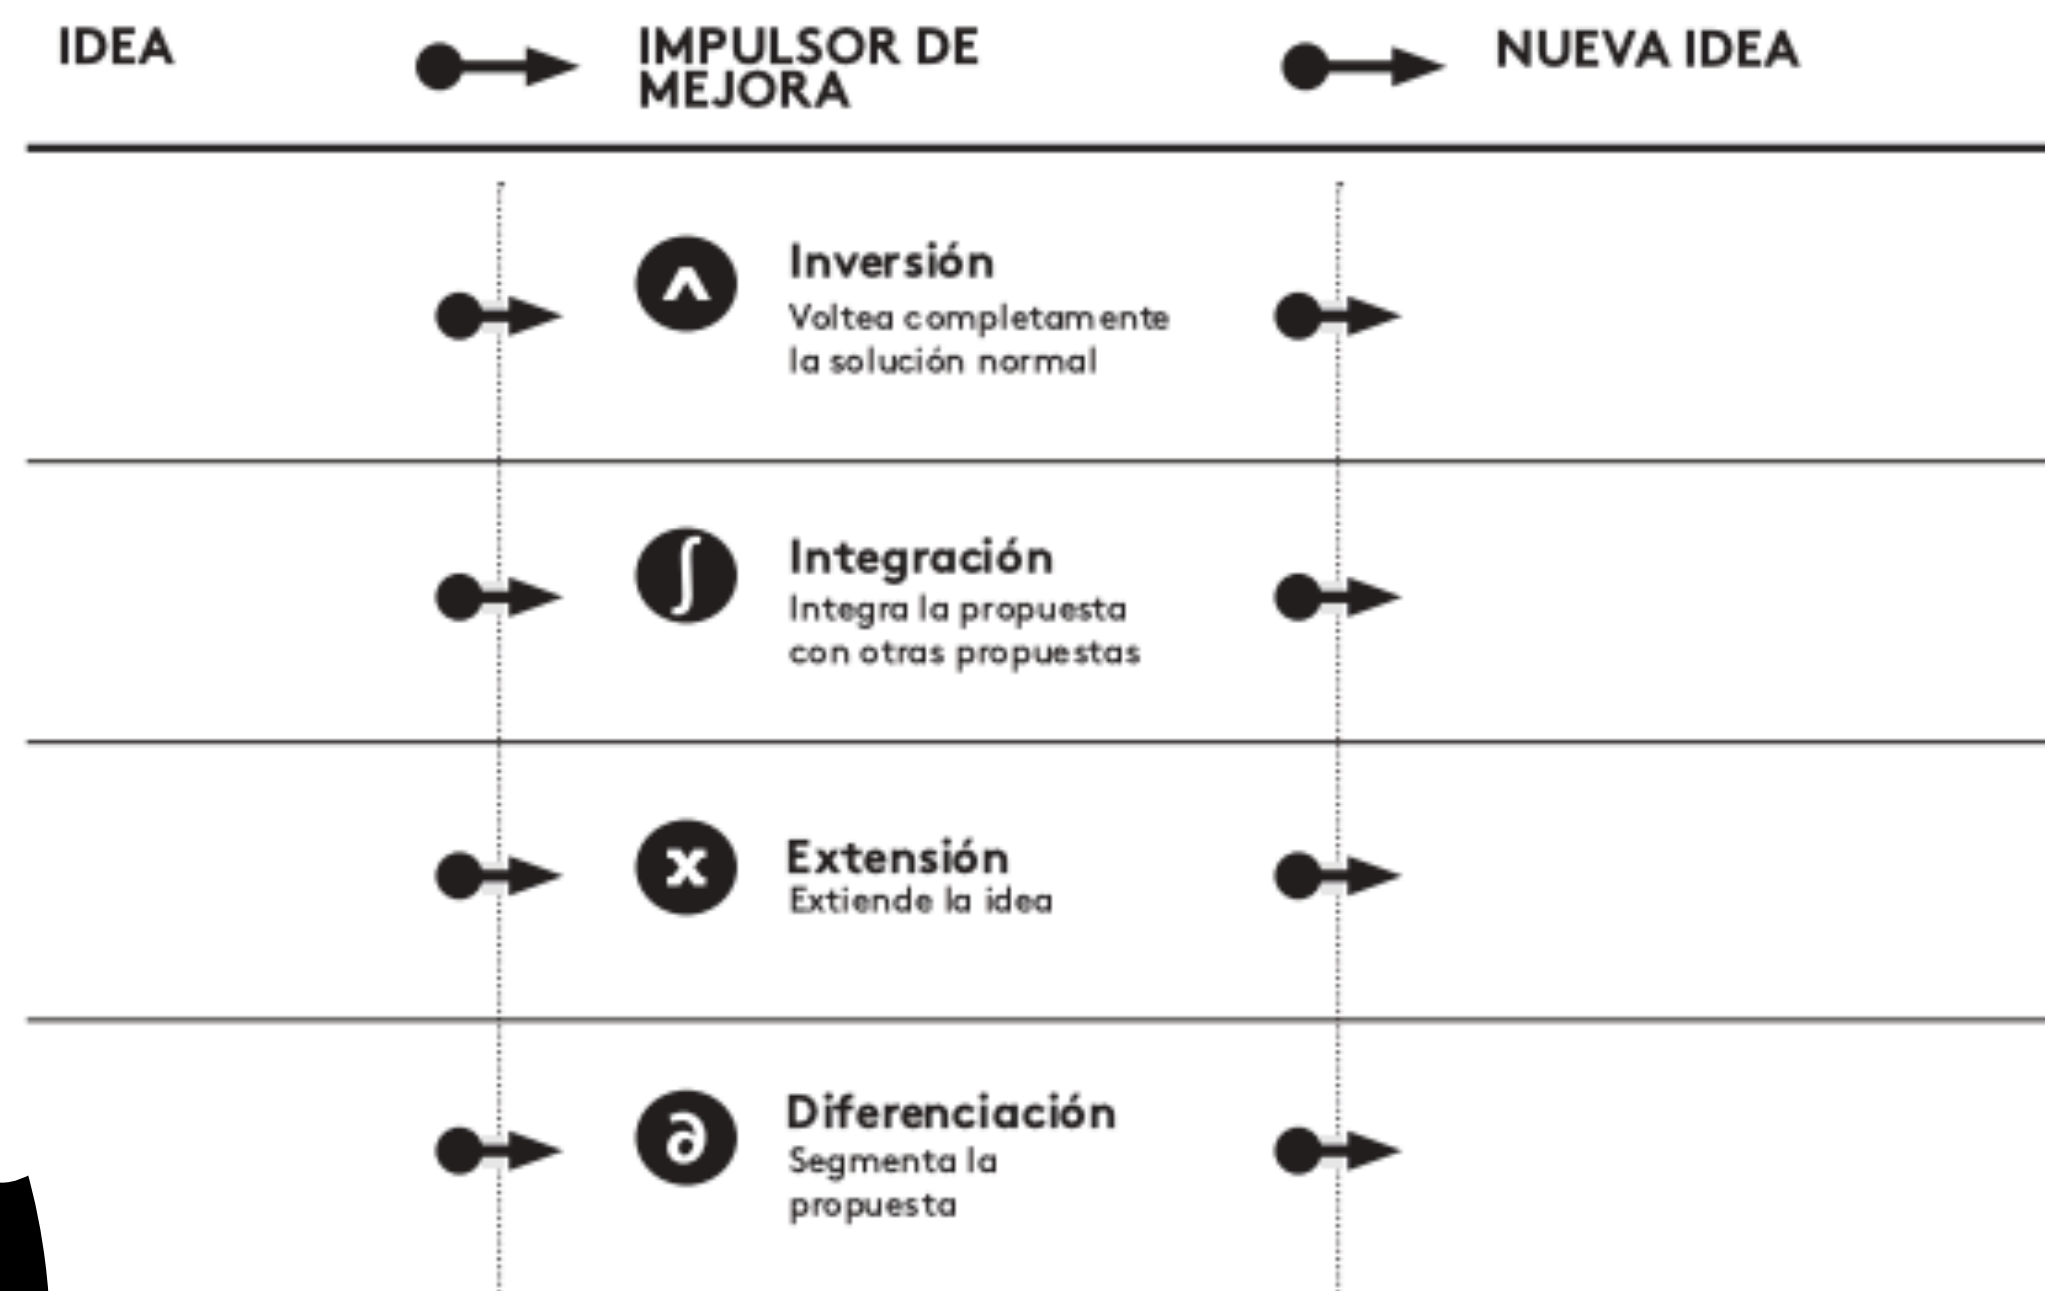 IDEA
IMPULSOR DE
MEJORA
NUEVA IDEA
Inversión
Voltea completamente
la solución normal
∫
Integración
Integra la propuesta
con otras propuestas
x
Extensión
Extiende la idea
∂
Diferenciación
Segmenta la
propuesta